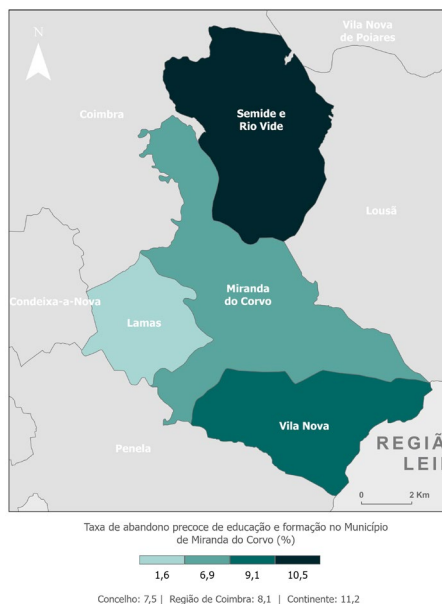 Vila Nova
de Poiares
N
Semide e
Rio Vide
Coimbra
Lousã
Miranda
do Corvo
Condeixa-a-Nova
Lamas
Vila Nova
Penela
REGIÃ
LEI
0 2 Km
Taxa de abandono precoce de educação e formação no Município
de Miranda do Corvo (%)
1,6 6,9 9,1 10,5
Concelho: 7,5 | Região de Coimbra: 8,1 | Continente: 11,2